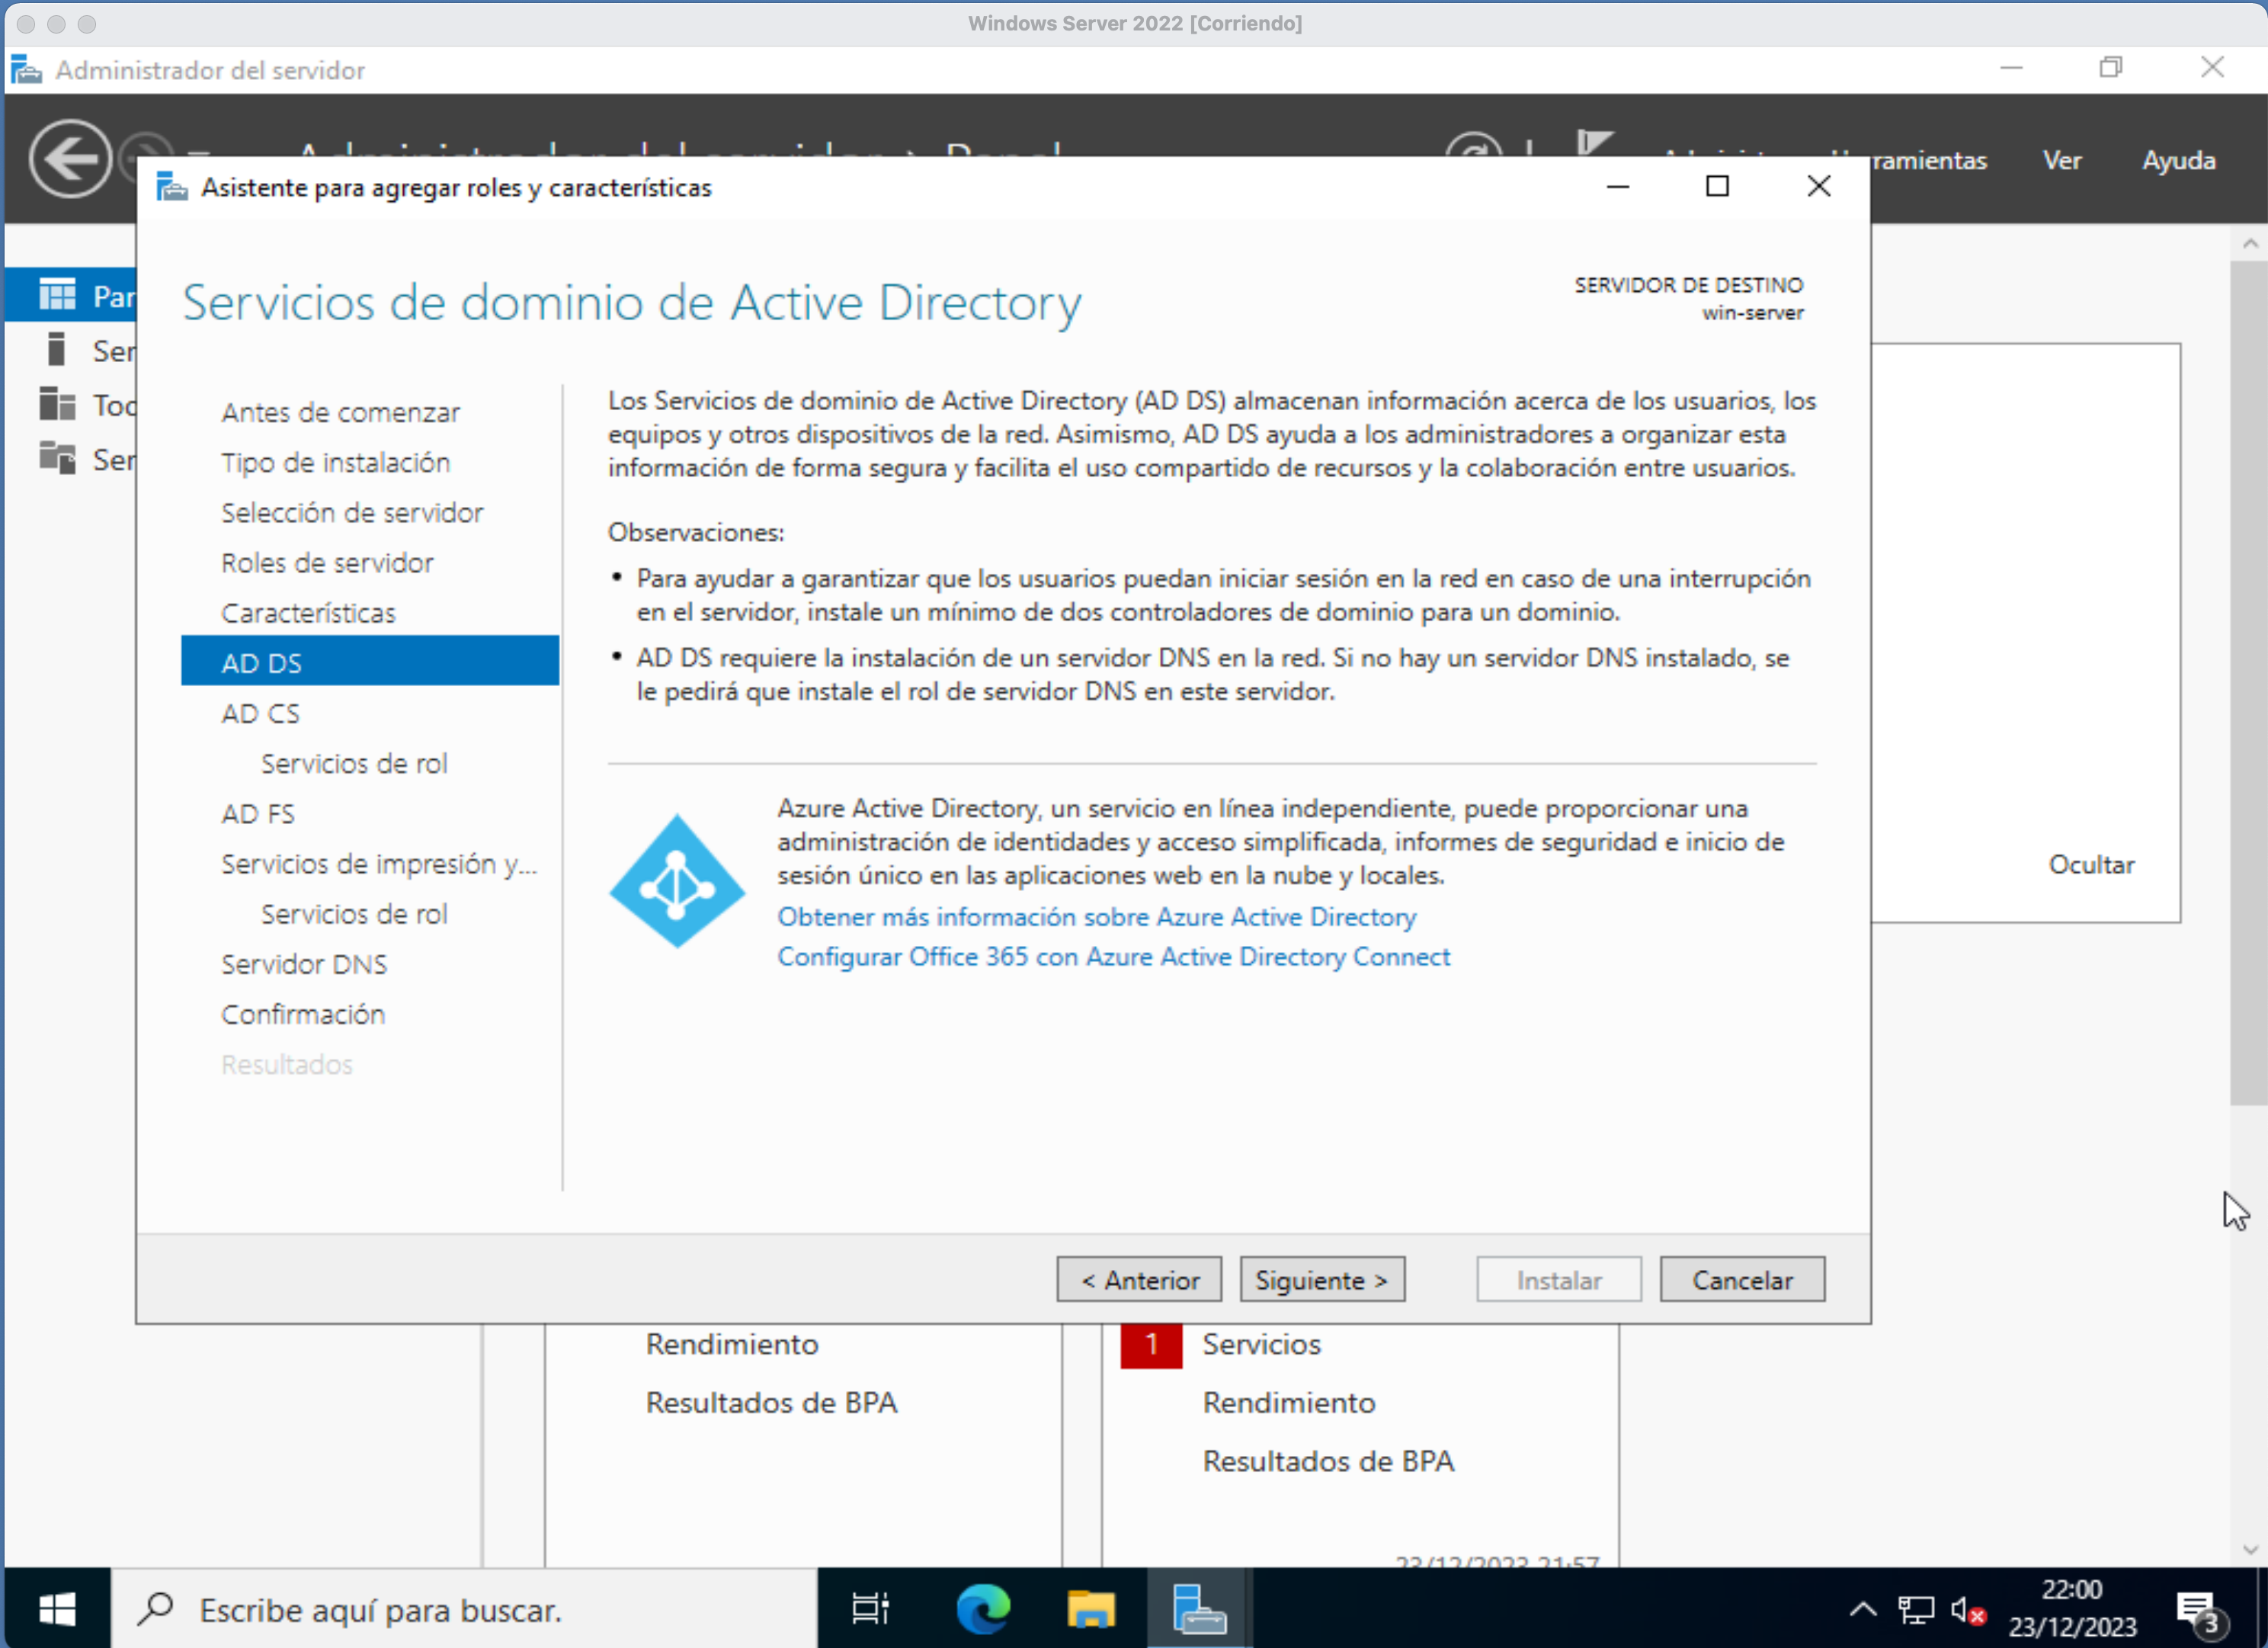 Windows Server 2022 [Corriendo]
Administrador del servidor
Ver
Ayuda
Asistente para agregar roles y características
Servicios de dominio de Active Directory
SERVIDOR DE DESTINO
win-server
Antes de comenzar
Tipo de instalación
Selección de servidor
Roles de servidor
Características
AD DS
AD CS
Servicios de rol
AD FS
Servicios de impresión y...
Servicios de rol
Servidor DNS
Confirmación
Resultados
Los Servicios de dominio de Active Directory (AD DS) almacenan información acerca de los usuarios, los
equipos y otros dispositivos de la red. Asimismo, AD DS ayuda a los administradores a organizar esta
información de forma segura y facilita el uso compartido de recursos y la colaboración entre usuarios.
Observaciones:
• Para ayudar a garantizar que los usuarios puedan iniciar sesión en la red en caso de una interrupción
en el servidor, instale un mínimo de dos controladores de dominio para un dominio.
• AD DS requiere la instalación de un servidor DNS en la red. Si no hay un servidor DNS instalado, se
le pedirá que instale el rol de servidor DNS en este servidor.
Azure Active Directory, un servicio en línea independiente, puede proporcionar una
administración de identidades y acceso simplificada, informes de seguridad e inicio de
sesión único en las aplicaciones web en la nube y locales.
Obtener más información sobre Azure Active Directory
Configurar Office 365 con Azure Active Directory Connect
Ocultar
< Anterior
Siguiente >
Instalar
Cancelar
Rendimiento
Resultados de BPA
1 Servicios
Rendimiento
Resultados de BPA
23/12/2023 21:57
Escribe aquí para buscar.
22:00
23/12/2023
3